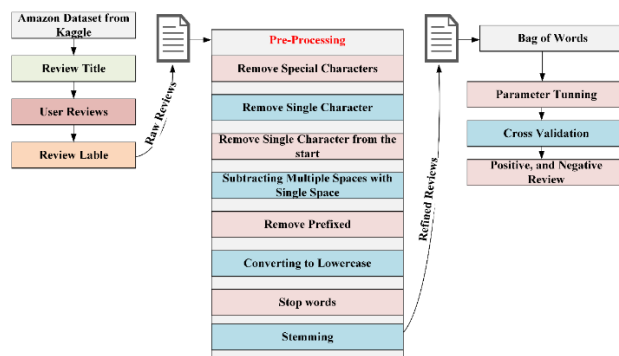 Amazon Dataset from
Kaggle
Review Title
User Reviews
Review Lable
Raw Reviews
Pre-Processing
Remove Special Characters
Remove Single Character
Remove Single Character from the
start
Subtracting Multiple Spaces with
Single Space
Remove Prefixed
Converting to Lowercase
Stop words
Stemming
Refined Reviews
Bag of Words
Parameter Tunning
Cross Validation
Positive, and Negative
Review